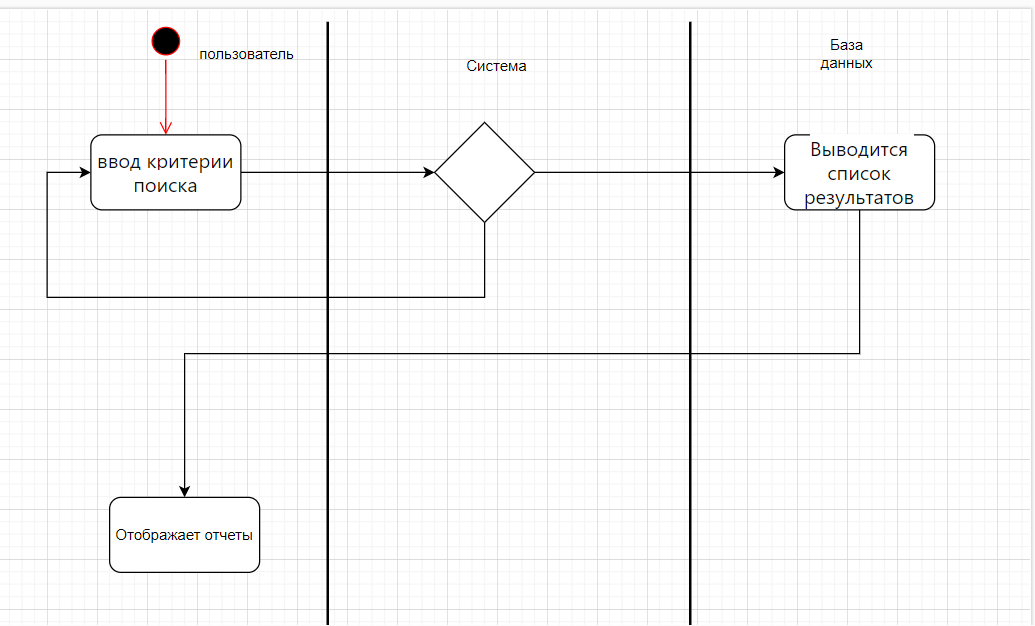 пользователь
Система
База
данных
ввод критерии
поиска
Выводится
список
результатов
Отображает отчеты